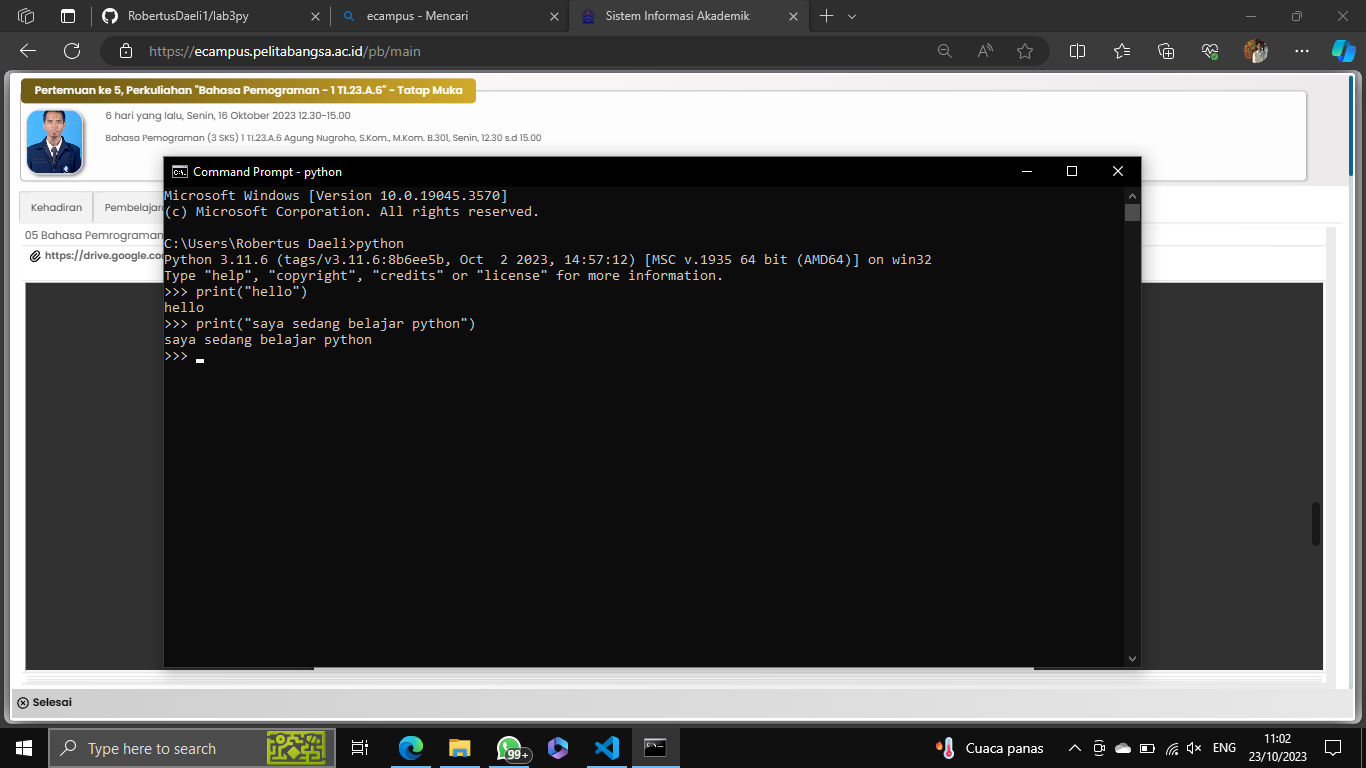 RobertusDaeli1/lab3py
ecampus - Mencari
Sistem Informasi Akademik
https://ecampus.pelitabangsa.ac.id/pb/main
Pertemuan ke 5, Perkuliahan "Bahasa Pemograman - 1 TI.23.A.6" - Tatap Muka
6 hari yang lalu, Senin, 16 Oktober 2023 12.30-15.00
Bahasa Pemograman (3 SKS) 1 TI.23.A.6 Agung Nugroho, S.Kom., M.Kom. B.301, Senin, 12.30 s.d 15.00
Kehadiran
05 Bahasa Pemrograman
Command Prompt - python
Microsoft Windows [Version 10.0.19045.3570]
(c) Microsoft Corporation. All rights reserved.
C:\Users\Robertus Daeli>python
Python 3.11.6 (tags/v3.11.6:8b6ee5b, Oct  2 2023, 14:57:12) [MSC v.1935 64 bit (AMD64)] on win32
Type "help", "copyright", "credits" or "license" for more information.
>>> print("hello")
hello
>>> print("saya sedang belajar python")
saya sedang belajar python
>>>
Selesai
Type here to search
99+
Cuaca panas
ENG
11:02
23/10/2023